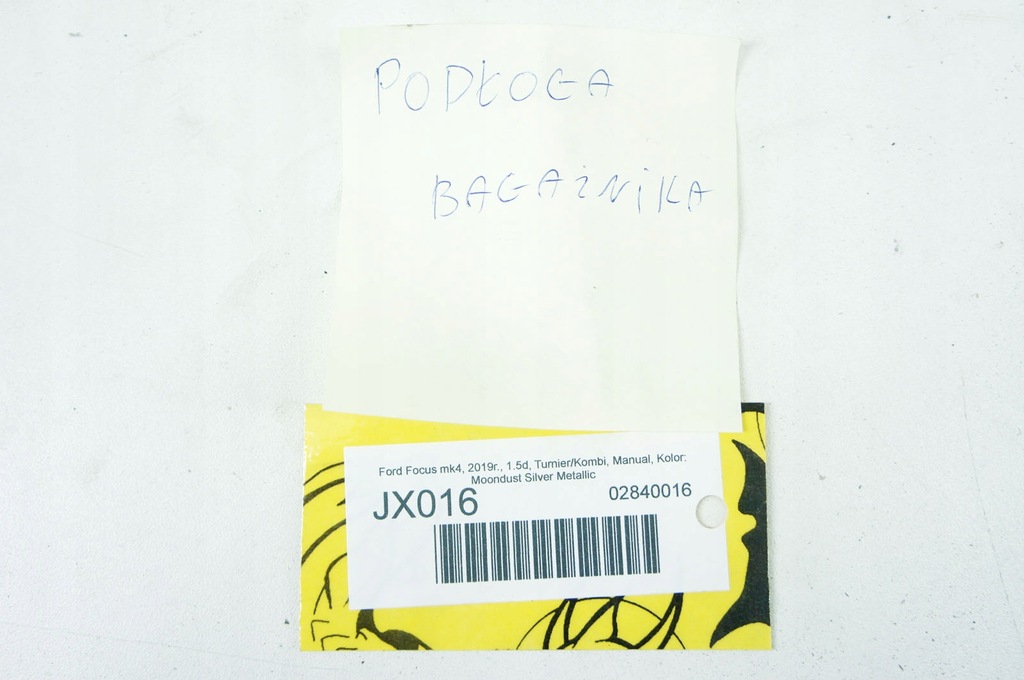 PODŁOGA
BAGAŻNIKA
Ford Focus mk4, 2019r., 1.5d, Turnier/Kombi, Manual, Kolor:
Moondust Silver Metallic
JX016
02840016